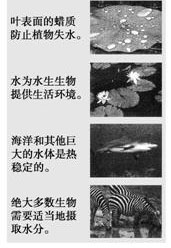 叶表面的蜡质
防止植物失水。
水为水生生物
提供生活环境。
海洋和其他巨
大的水体是热
稳定的。
绝大多数生物
需要适当地摄
取水分。